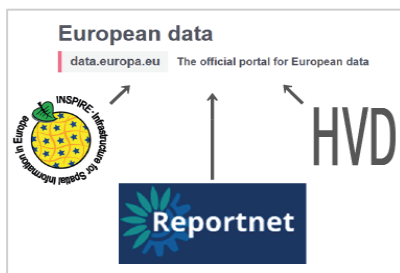 European data
data.europa.eu The official portal for European data
INSPIRE-Infrastructure for Spatial Information in Europe
HVD
Reportnet